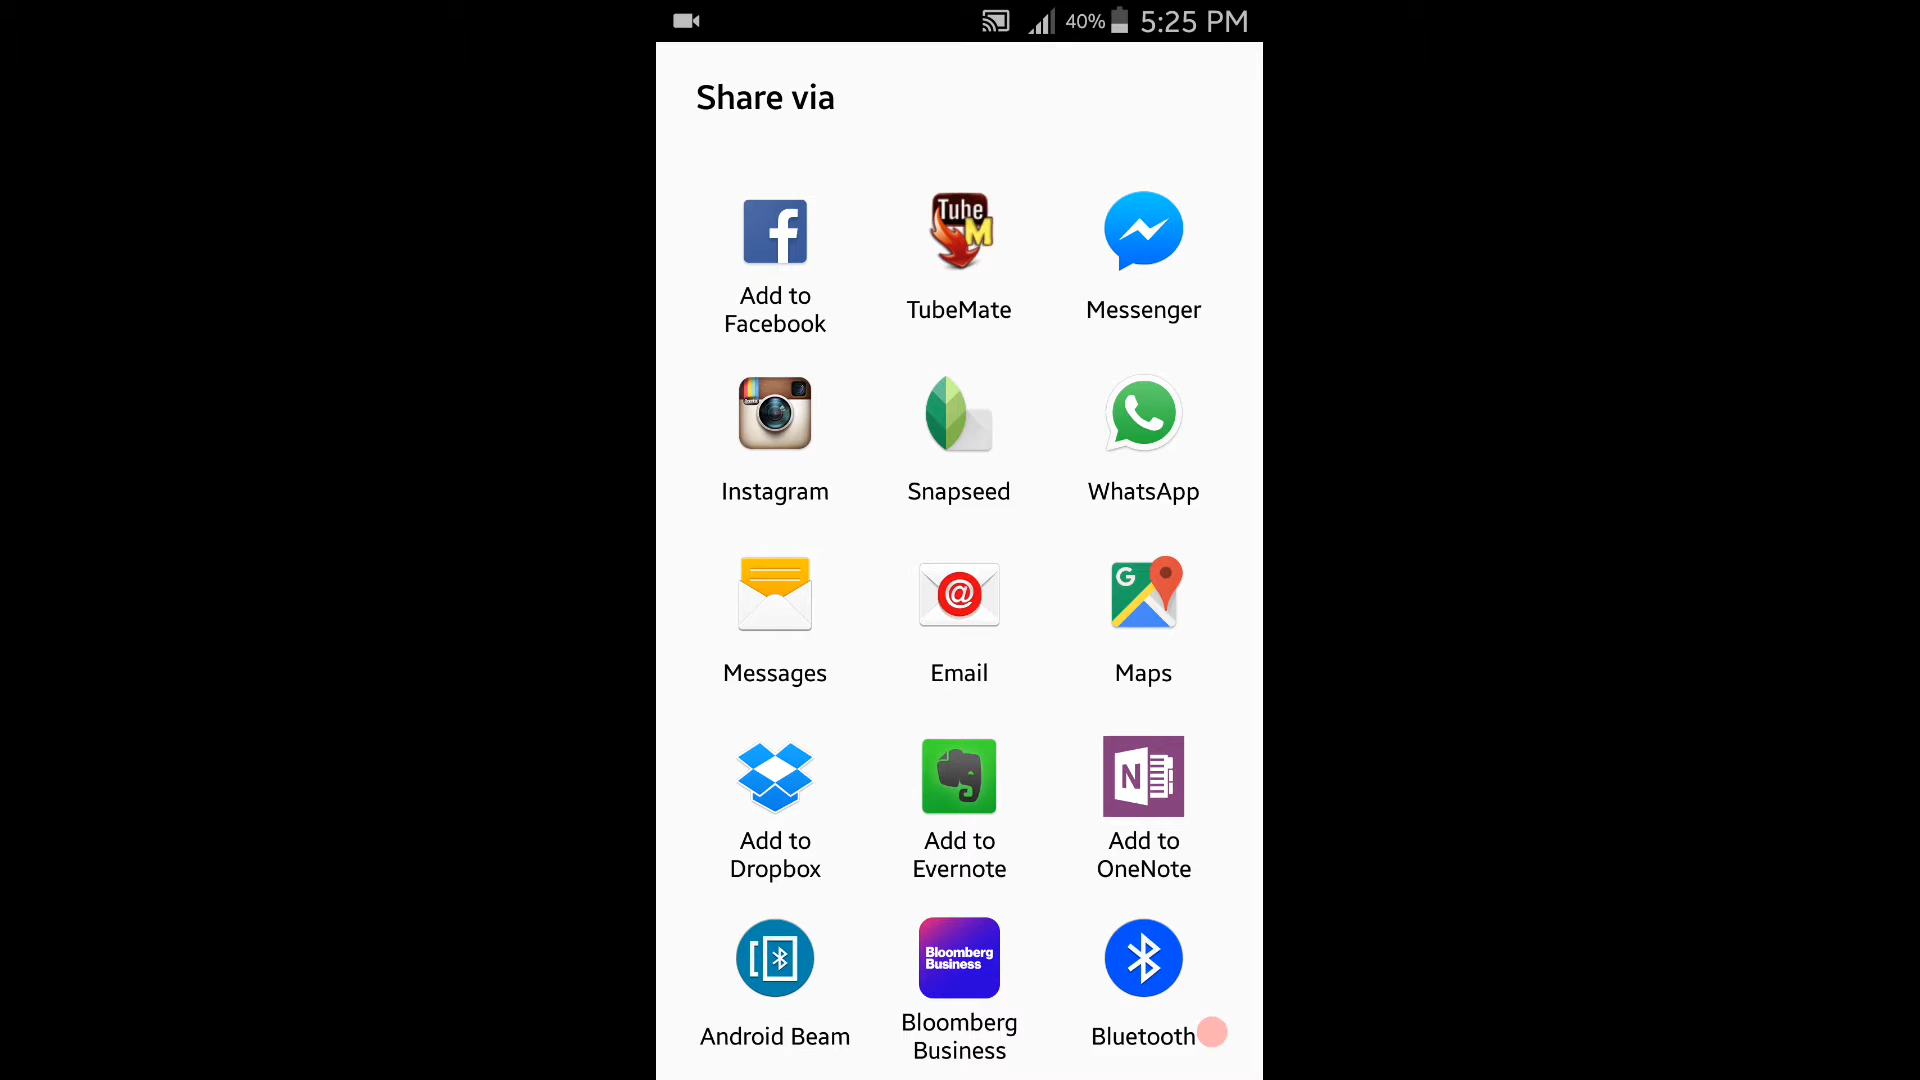 40% 5:25 PM
Share via
Add to
Facebook
Tube
M
TubeMate
Messenger
Instagram
Snapseed
WhatsApp
Messages
@
Email
G
Maps
Add to
Dropbox
Add to
Evernote
N
Add to
OneNote
Android Beam
Bloomberg
Business
Bloomberg
Business
Bluetooth